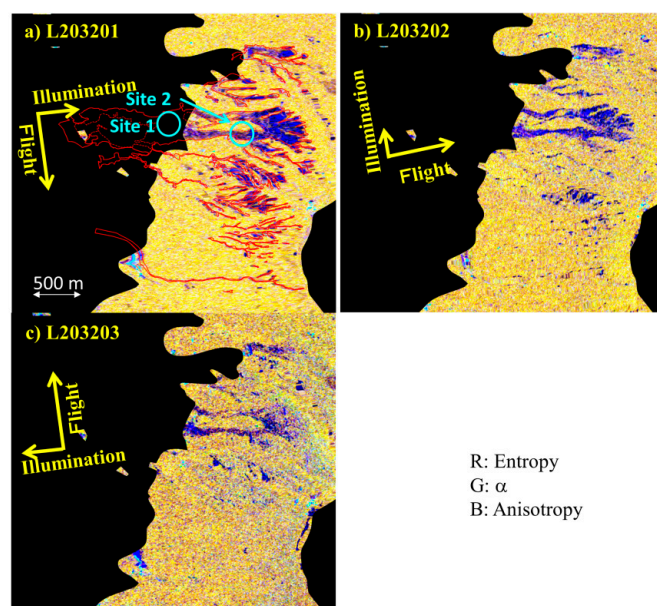 a) L203201
Illumination
Flight
Site 2
Site 1
500 m
b) L203202
Illumination
Flight
c) L203203
Flight
Illumination
R: Entropy
G: α
B: Anisotropy